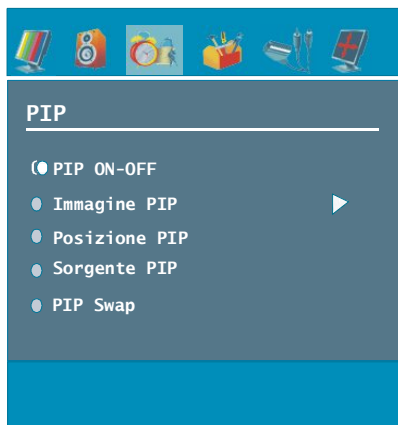 PIP
PIP ON-OFF
Immagine PIP
Posizione PIP
Sorgente PIP
PIP Swap